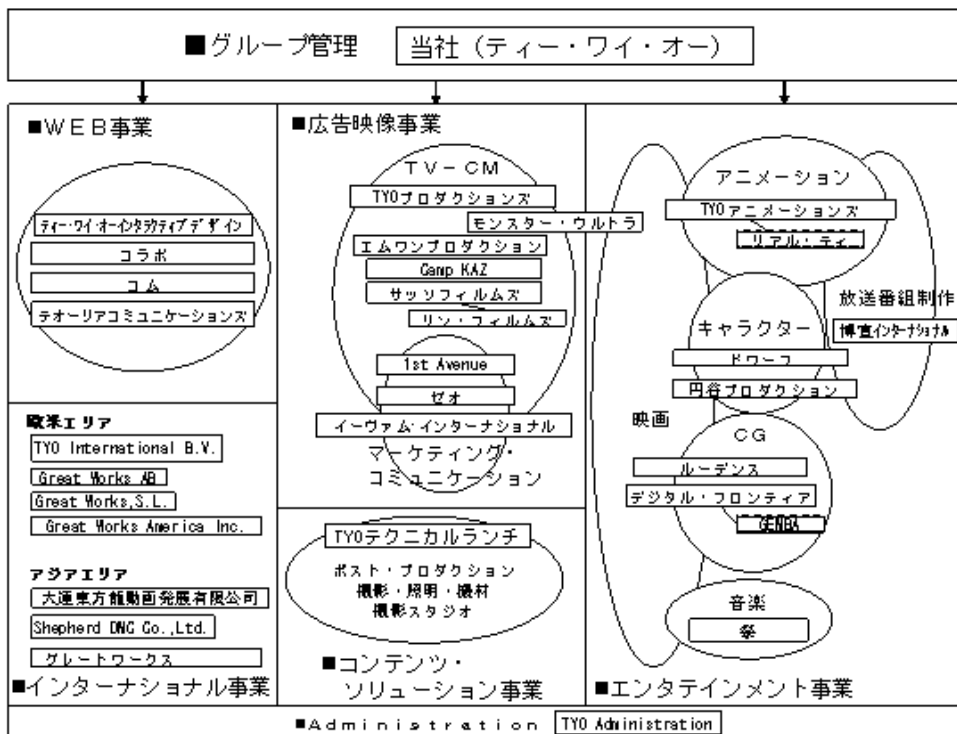 ■グループ管理 当社（ティー・ワイ・オー）
■ＷＥＢ事業
ティー・ワイ・オーインタラクティブデザイン
コラボ
コム
テオーリアコミュニケーションズ
欧米エリア
TYO International B.V.
Great Works AB
Great Works,S.L.
Great Works America Inc.
アジアエリア
大連東方龍動画発展有限公司
Shepherd DNG Co.,Ltd.
グレートワークス
■インターナショナル事業
■広告映像事業
ＴＶ－ＣＭ
TYOプロダクションズ
モンスター・ウルトラ
エムワンプロダクション
Camp KAZ
サッソフィルムズ
リン・フィルムズ
1st Avenue
ゼオ
イーヴァム・インターナショナル
マーケティング・
コミュニケーション
TYOテクニカルランチ
ポスト・プロダクション
撮影・照明・機材
撮影スタジオ
■コンテンツ・
ソリューション事業
アニメーション
TYOアニメーションズ
リアル・ティ
放送番組制作
博宣インターナショナル
キャラクター
ドワーフ
円谷プロダクション
映画
ＣＧ
ルーデンス
デジタル・フロンティア
GENBA
音楽
祭
■エンタテインメント事業
■Ａｄｍｉｎｉｓｔｒａｔｉｏｎ TYO Administration